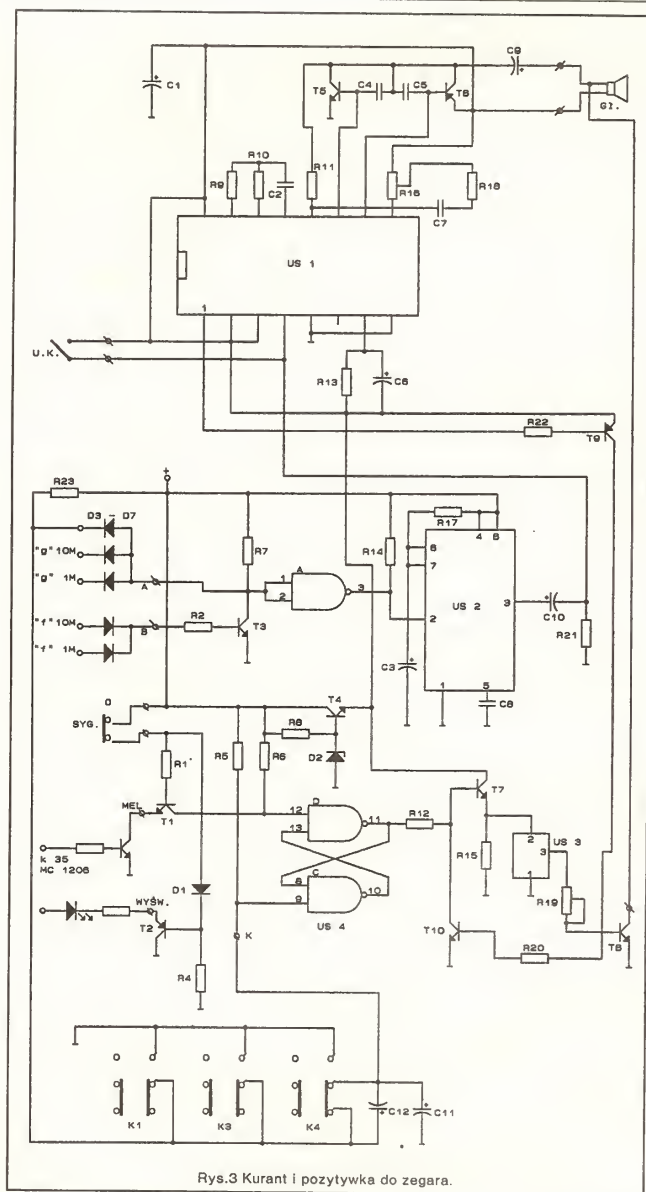 C1
T5
C4
C5
T6
C9
Gł.
R10
R9
C2
R11
R16
R18
C7
US 1
1
U.K.
R13
C6
R22
T9
R23
+
D3 - D7
"g" 10M
"g" 1M
A
R7
A
1
2
3
R14
R17
4
8
6
7
US 2
2
3
C10
R21
"f" 10M
"f" 1M
B
R2
T3
C3
1
5
C8
SYG.
T4
R8
R5
R6
D2
R1
MEL
T1
D
12
13
11
R12
T7
k 35
MC 1206
D1
C
8
9
10
US 4
R15
2
US 3
3
1
R19
WYŚW.
T2
K
T10
R20
T8
R4
K1
K3
K4
C12
C11
Rys.3 Kurant i pozytywka do zegara.